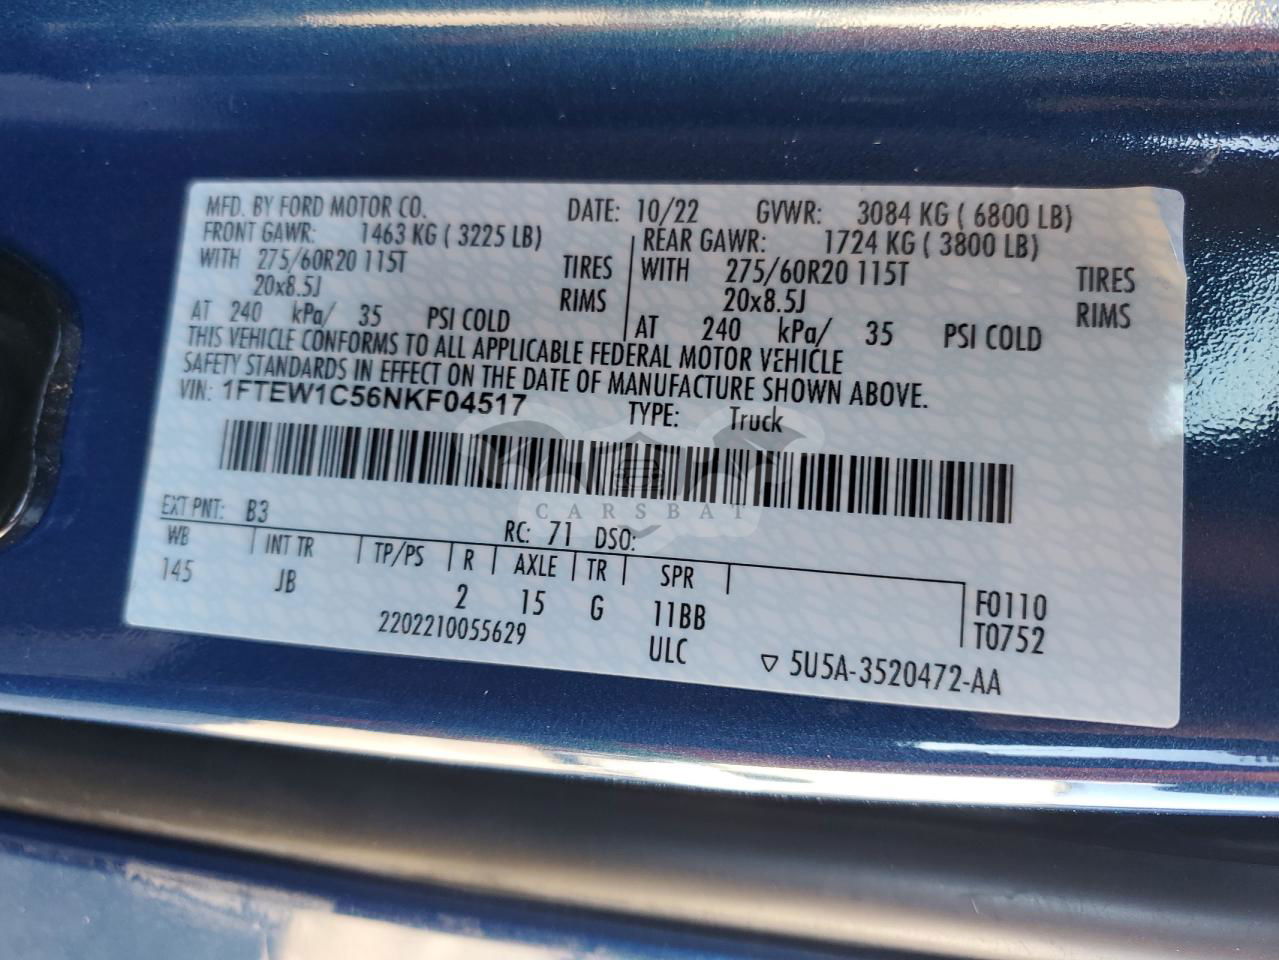 MFD. BY FORD MOTOR CO. DATE: 10/22 GVWR: 3084 KG ( 6800 LB)
FRONT GAWR: 1463 KG ( 3225 LB) REAR GAWR: 1724 KG ( 3800 LB)
WITH 275/60R20 115T TIRES WITH 275/60R20 115T TIRES
20x8.5J RIMS 20x8.5J RIMS
AT 240 kPa/ 35 PSI COLD AT 240 kPa/ 35 PSI COLD
THIS VEHICLE CONFORMS TO ALL APPLICABLE FEDERAL MOTOR VEHICLE
SAFETY STANDARDS IN EFFECT ON THE DATE OF MANUFACTURE SHOWN ABOVE.
VIN: 1FTEW1C56NKF04517 TYPE: Truck
CARSBAT
EXT PNT: B3 RC: 71 DSO:
WB INT TR TP/PS R AXLE TR SPR
145 JB 2 15 G 11BB F0110
2202210055629 ULC T0752
5U5A-3520472-AA